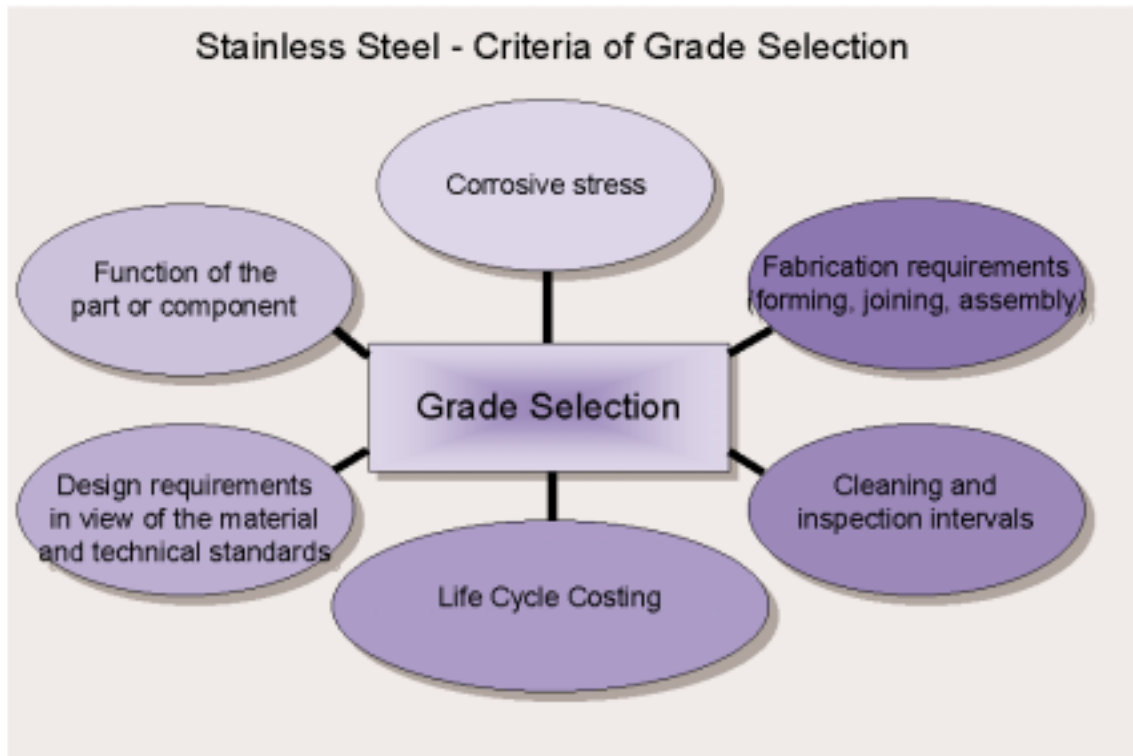 Stainless Steel - Criteria of Grade Selection
Corrosive stress
Function of the
part or component
Fabrication requirements
(forming, joining, assembly)
Grade Selection
Design requirements
in view of the material
and technical standards
Cleaning and
inspection intervals
Life Cycle Costing